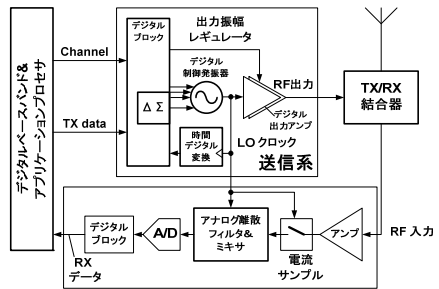 デジタルベースバンド&
アプリケーションプロセサ
Channel
TX data
デジタル
ブロック
ΔΣ
出力振幅
レギュレータ
デジタル
制御発振器
RF出力
デジタル
出力アンプ
時間
デジタル
変換
LOクロック
送信系
TX/RX
結合器
RF 入力
アンプ
電流
サンプル
アナログ離散
フィルタ&
ミキサ
A/D
デジタル
ブロック
RX
データ